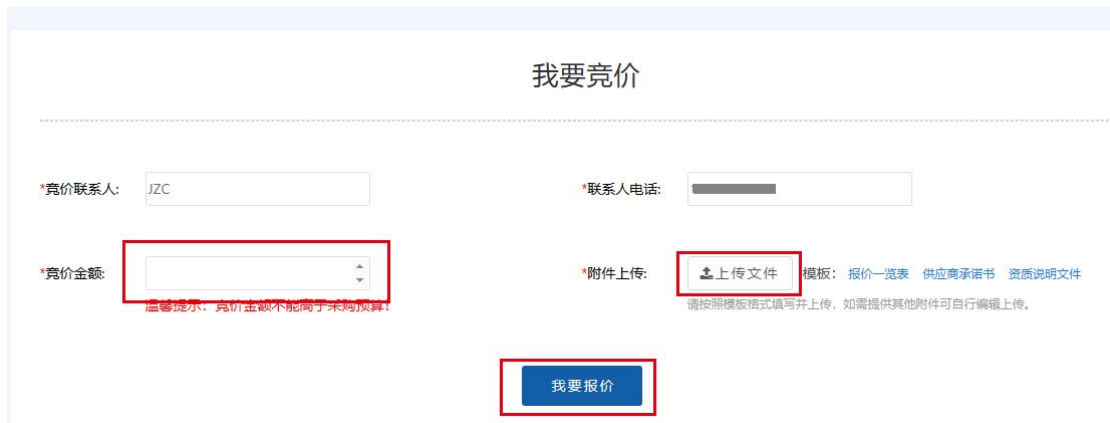 我要竞价
*竞价联系人: JZC *联系人电话:
*竞价金额: *附件上传: 上传文件 模板： 报价一览表 供应商承诺书 资质说明文件
温馨提示：竞价金额不能高于采购预算! 请按照模板格式填写并上传，如需提供其他附件可自行编辑上传。
我要报价